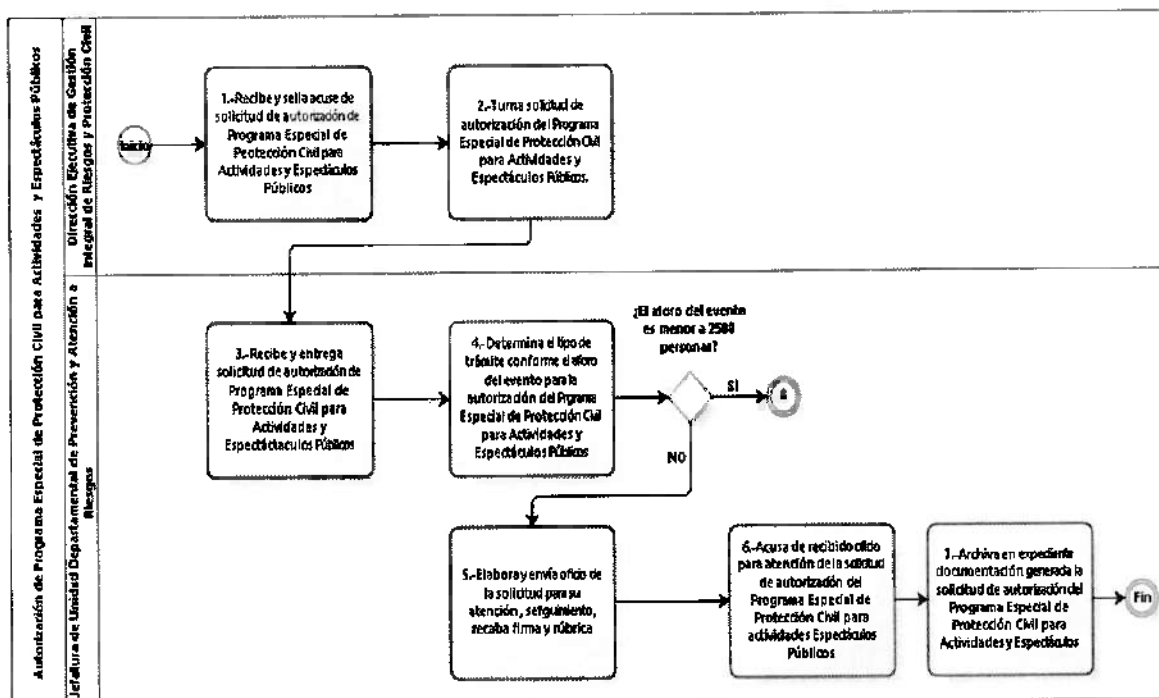 Autorización de Programa Especial de Protección Civil para Actividades y Espectáculos Públicos
Dirección Ejecutiva de Gestión
Integral de Riesgos y Protección Civil
Inicio
1.-Recibe y sella acuse de
solicitud de autorización de
Programa Especial de
Protección Civil para
Actividades y Espectáculos
Públicos
2.-Turna solicitud de
autorización del Programa
Especial de Protección Civil
para Actividades y
Espectáculos Públicos.
Jefatura de Unidad Departamental de Prevención y Atención a
Riesgos
3.-Recibe y entrega
solicitud de autorización de
Programa Especial de
Protección Civil para
Actividades y
Espectáctaculos Públicos
4.-Determina el tipo de
trámite conforme el aforo
del evento para la
autorización del Prgrama
Especial de Protección Civil
para Actividades y
Espectáculos Públicos
¿El aforo del evento
es menor a 2500
personas?
SI
NO
5.-Elabora y envía oficio de
la solicitud para su
atención, sefguimiento,
recaba firma y rúbrica
6.-Acusa de recibido oficio
para atención de la solicitud
de autorización del
Programa Especial de
Protección Civil para
actividades Espectáculos
Públicos
7.-Archiva en expediente
documentación generada la
solicitud de autorización del
Programa Especial de
Protección Civil para
Actividades y Espectáculos
Fin